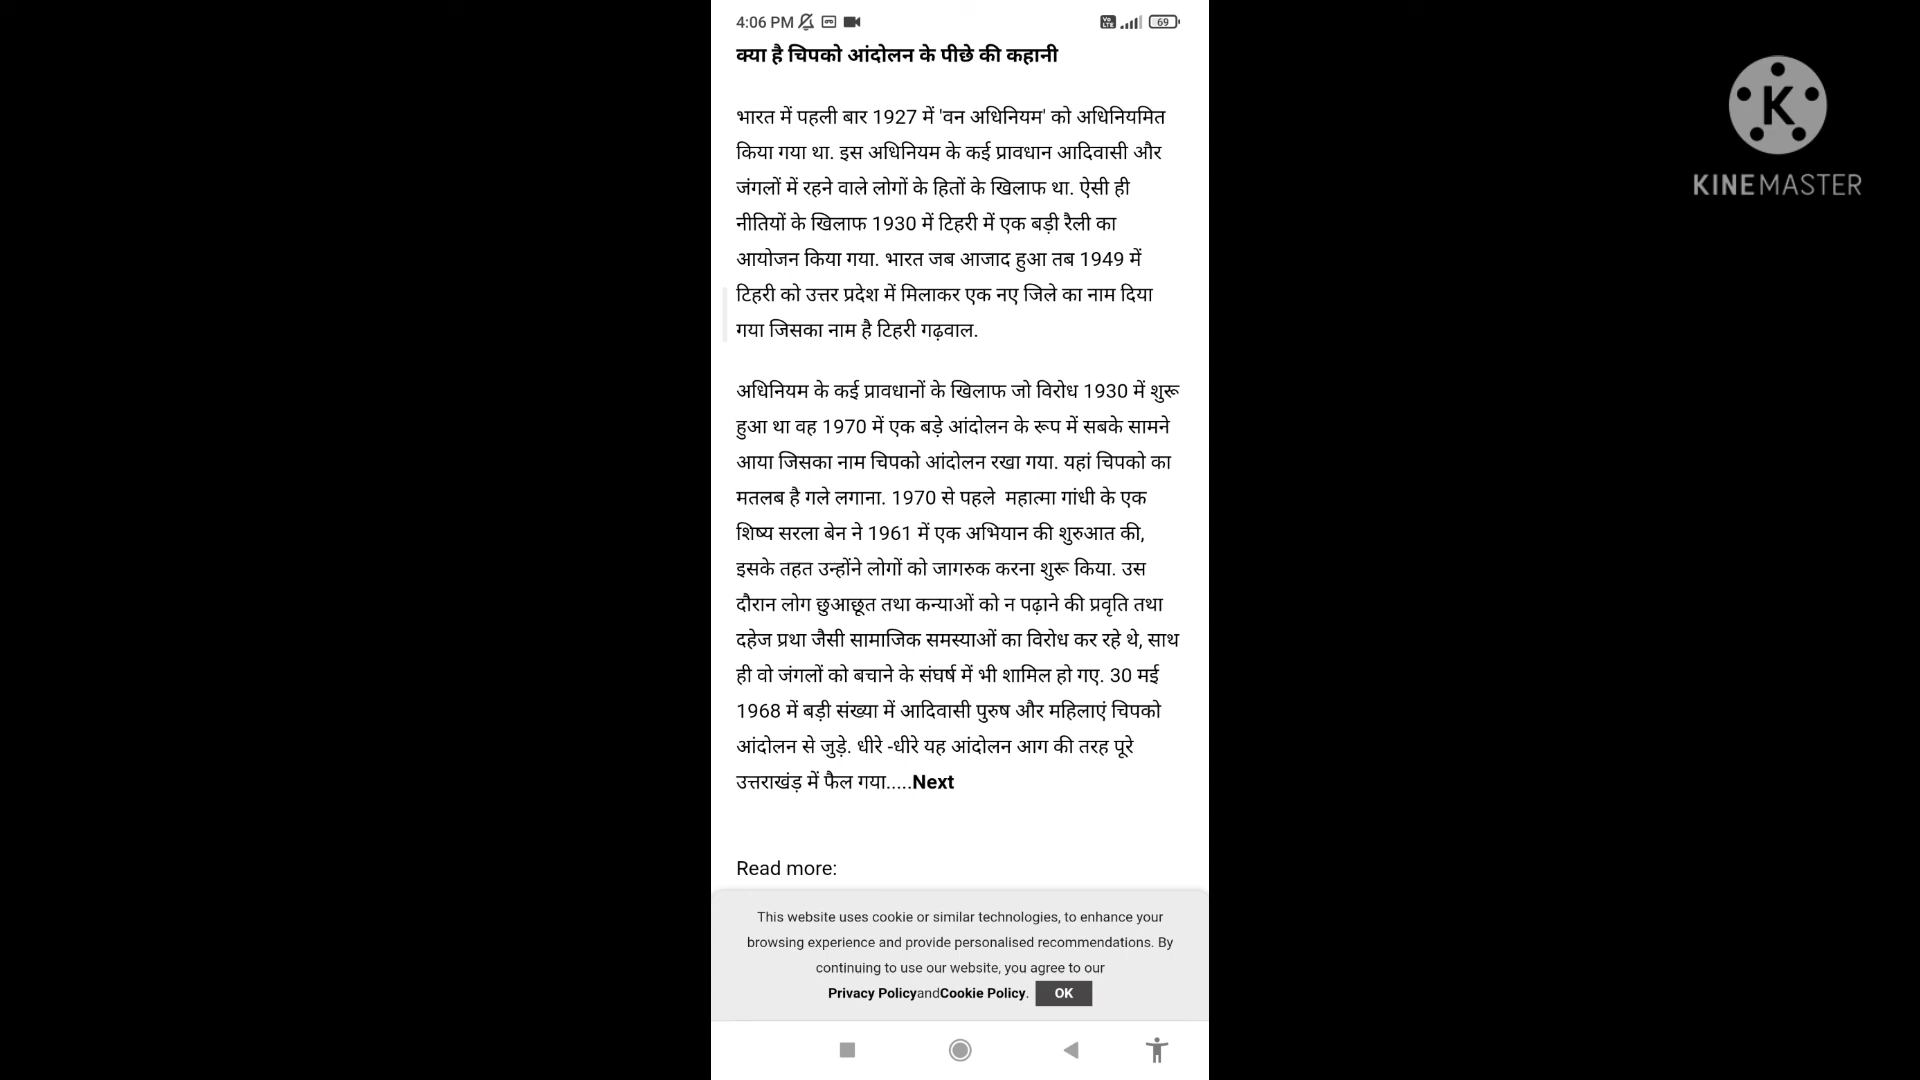 4:06 PM
Vo LTE
69
क्या है चिपको आंदोलन के पीछे की कहानी
भारत में पहली बार 1927 में 'वन अधिनियम' को अधिनियमित
किया गया था. इस अधिनियम के कई प्रावधान आदिवासी और
जंगलों में रहने वाले लोगों के हितों के खिलाफ था. ऐसी ही
नीतियों के खिलाफ 1930 में टिहरी में एक बड़ी रैली का
आयोजन किया गया. भारत जब आजाद हुआ तब 1949 में
टिहरी को उत्तर प्रदेश में मिलाकर एक नए जिले का नाम दिया
गया जिसका नाम है टिहरी गढ़वाल.
अधिनियम के कई प्रावधानों के खिलाफ जो विरोध 1930 में शुरू
हुआ था वह 1970 में एक बड़े आंदोलन के रूप में सबके सामने
आया जिसका नाम चिपको आंदोलन रखा गया. यहां चिपको का
मतलब है गले लगाना. 1970 से पहले महात्मा गांधी के एक
शिष्य सरला बेन ने 1961 में एक अभियान की शुरुआत की,
इसके तहत उन्होंने लोगों को जागरुक करना शुरू किया. उस
दौरान लोग छुआछूत तथा कन्याओं को न पढ़ाने की प्रवृति तथा
दहेज प्रथा जैसी सामाजिक समस्याओं का विरोध कर रहे थे, साथ
ही वो जंगलों को बचाने के संघर्ष में भी शामिल हो गए. 30 मई
1968 में बड़ी संख्या में आदिवासी पुरुष और महिलाएं चिपको
आंदोलन से जुड़े. धीरे -धीरे यह आंदोलन आग की तरह पूरे
उत्तराखंड़ में फैल गया.....Next
Read more:
This website uses cookie or similar technologies, to enhance your
browsing experience and provide personalised recommendations. By
continuing to use our website, you agree to our
Privacy PolicyandCookie Policy. OK
K
KINEMASTER